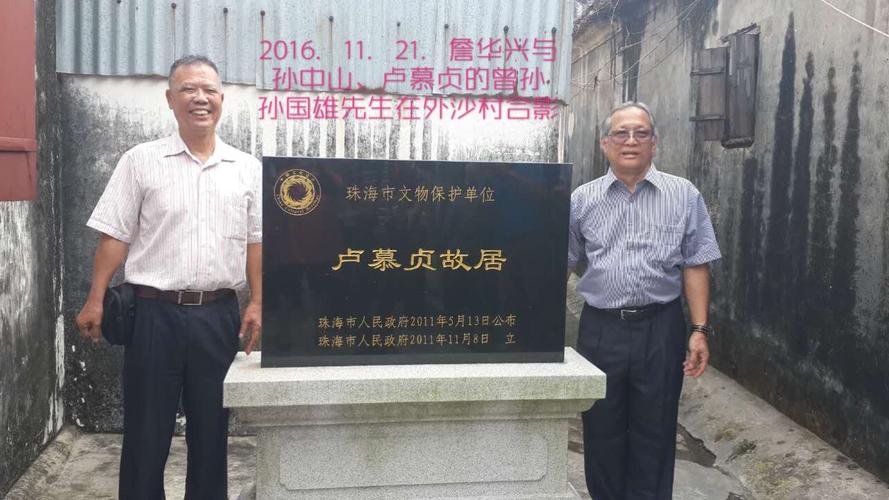 2016. 11. 21. 詹华兴与
孙中山、卢慕贞的曾孙
孙国雄先生在外沙村合影
珠海市文物保护单位
卢慕贞故居
珠海市人民政府2011年5月13日公布
珠海市人民政府2011年11月8日 立